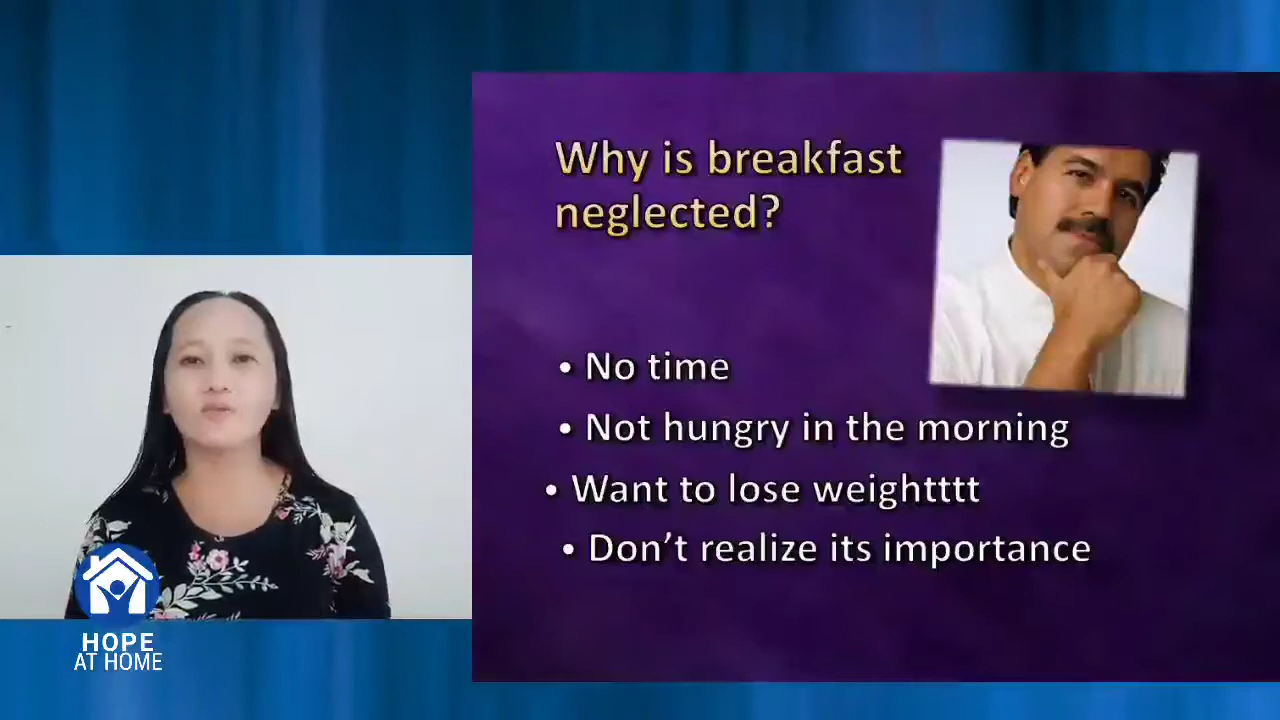 Why is breakfast
neglected?
• No time
• Not hungry in the morning
• Want to lose weightttt
• Don’t realize its importance
HOPE
AT HOME